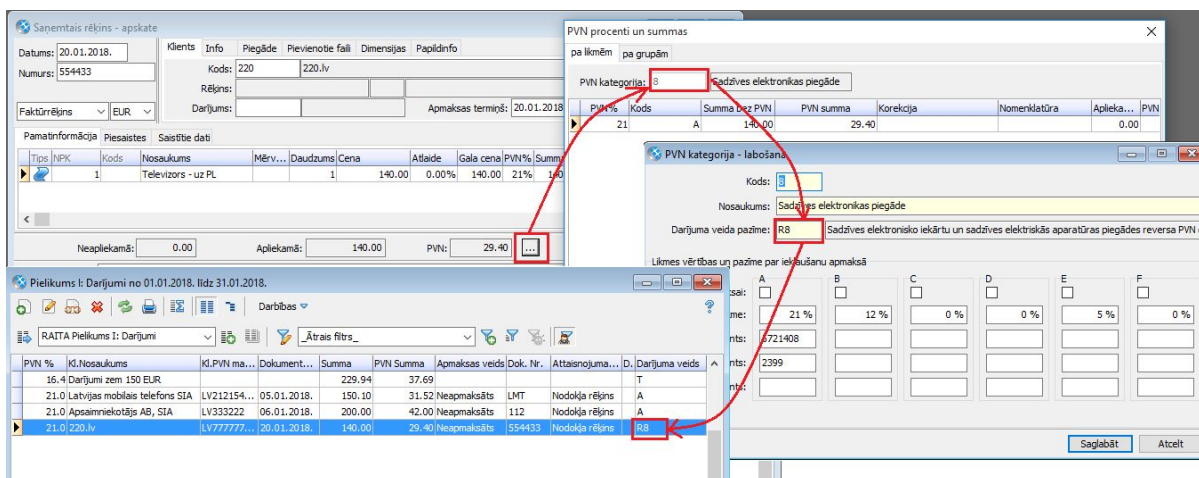 Saņemtais rēķins - apskate
Datums: 20.01.2018.
Numurs: 554433
Faktūrrēķins EUR
Klients Info Piegāde Pievienotie faili Dimensijas Papildinfo
Kods: 220 220.lv
Rēķins:
Darījums: Apmaksas termiņš: 20.01.2018
Pamatinformācija Piesaistes Saistītie dati
Tips NPK Kods Nosaukums Mērv... Daudzums Cena Atlaide Gala cena PVN% Summ
1 Televizors - uz PL 1 140.00 0.00% 140.00 21% 140
Neapliekamā: 0.00 Apliekamā: 140.00 PVN: 29.40 ...
PVN procenti un summas
pa likmēm pa grupām
PVN kategorija: 8 Sadzīves elektronikas piegāde
PVN% Kods Summa bez PVN PVN summa Korekcija Nomenklatūra Aplieka... PVN
21 A 140.00 29.40 0.00
PVN kategorija - labošana
Kods: 8
Nosaukums: Sadzīves elektronikas piegāde
Darījuma veida pazīme: R8 Sadzīves elektronisko iekārtu un sadzīves elektriskās aparatūras piegādes reversa PVN
Likmes vērtības un pazīme par iekļaušanu apmaksā
A B C D E F
sai:
me: 21 % 12 % 0 % 0 % 5 % 0 %
nts: 5721408
nts: 2399
nts:
Saglabāt Atcelt
Pielikums I: Darījumi no 01.01.2018. līdz 31.01.2018.
Darbības
RAITA Pielikums I: Darījumi _Ātrais filtrs_
PVN % Kl.Nosaukums Kl.PVN ma... Dokument... Summa PVN Summa Apmaksas veids Dok. Nr. Attaisnojuma... D. Darījuma veids
16.4 Darījumi zem 150 EUR 229.94 37.69 T
21.0 Latvijas mobilais telefons SIA LV212154... 05.01.2018. 150.10 31.52 Neapmaksāts LMT Nodokļa rēķins A
21.0 Apsaimniekotājs AB, SIA LV333222 06.01.2018. 200.00 42.00 Neapmaksāts 112 Nodokļa rēķins A
21.0 220.lv LV777777... 20.01.2018. 140.00 29.40 Neapmaksāts 554433 Nodokļa rēķins R8